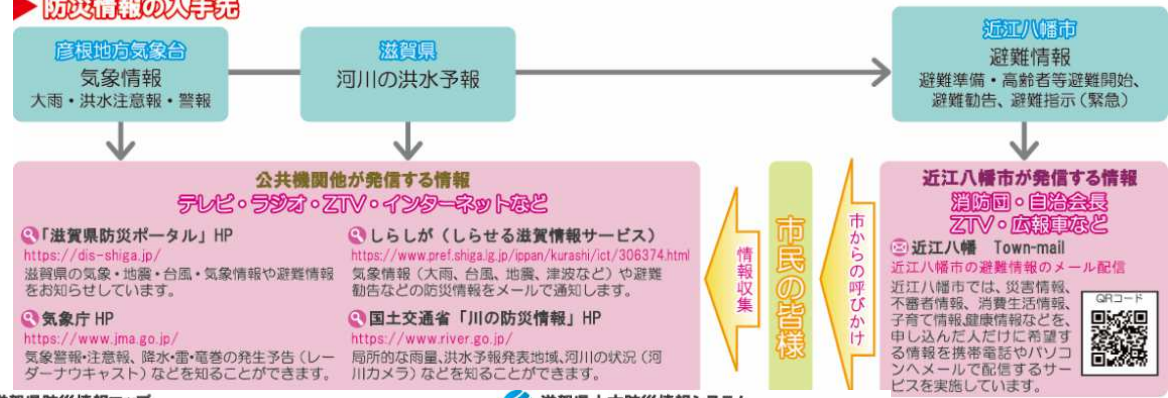 防災情報の入手先
彦根地方気象台
気象情報
大雨・洪水注意報・警報
滋賀県
河川の洪水予報
近江八幡市
避難情報
避難準備・高齢者等避難開始、
避難勧告、避難指示（緊急）
公共機関他が発信する情報
テレビ・ラジオ・ZTV・インターネットなど
「滋賀県防災ポータル」HP
https://dis-shiga.jp/
滋賀県の気象・地震・台風・気象情報や避難情報
をお知らせしています。
気象庁 HP
https://www.jma.go.jp/
気象警報・注意報、降水・雷・竜巻の発生予告（レー
ダーナウキャスト）などを知ることができます。
しらしが（しらせる滋賀情報サービス）
https://www.pref.shiga.lg.jp/ippan/kurashi/ict/306374.html
気象情報（大雨、台風、地震、津波など）や避難
勧告などの防災情報をメールで通知します。
国土交通省「川の防災情報」HP
https://www.river.go.jp/
局所的な雨量、洪水予報発表地域、河川の状況（河
川カメラ）などを知ることができます。
情報収集
市民の皆様
市からの呼びかけ
近江八幡市が発信する情報
消防団・自治会長
ZTV・広報車など
近江八幡 Town-mail
近江八幡市の避難情報のメール配信
近江八幡市では、災害情報、
不審者情報、消費生活情報、
子育て情報、健康情報などを、
申し込んだ人だけに希望す
る情報を携帯電話やパソコ
ンへメールで配信するサー
ビスを実施しています。
QRコード